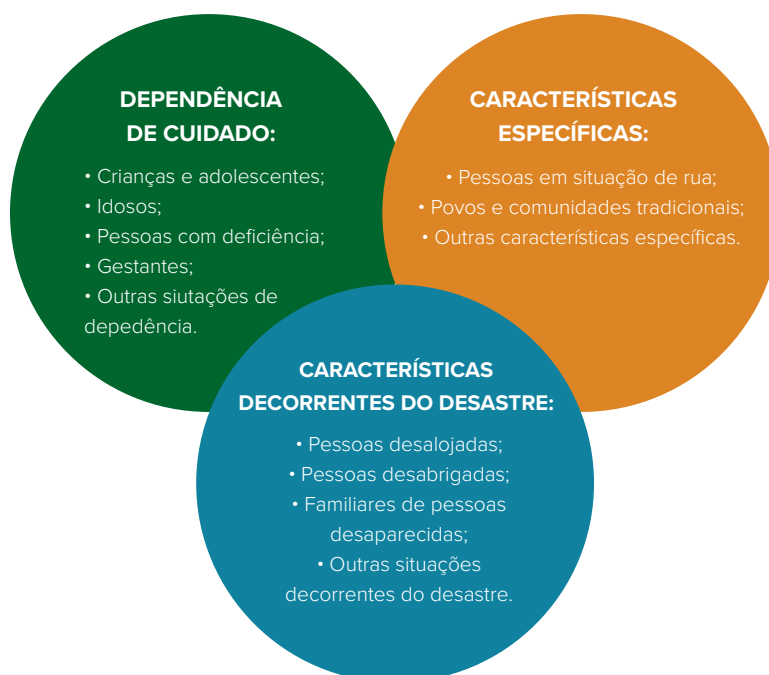 DEPENDÊNCIA
DE CUIDADO:
• Crianças e adolescentes;
• Idosos;
• Pessoas com deficiência;
• Gestantes;
• Outras siutações de
depedência.
CARACTERÍSTICAS
ESPECÍFICAS:
• Pessoas em situação de rua;
• Povos e comunidades tradicionais;
• Outras características específicas.
CARACTERÍSTICAS
DECORRENTES DO DESASTRE:
• Pessoas desalojadas;
• Pessoas desabrigadas;
• Familiares de pessoas
desaparecidas;
• Outras situações
decorrentes do desastre.